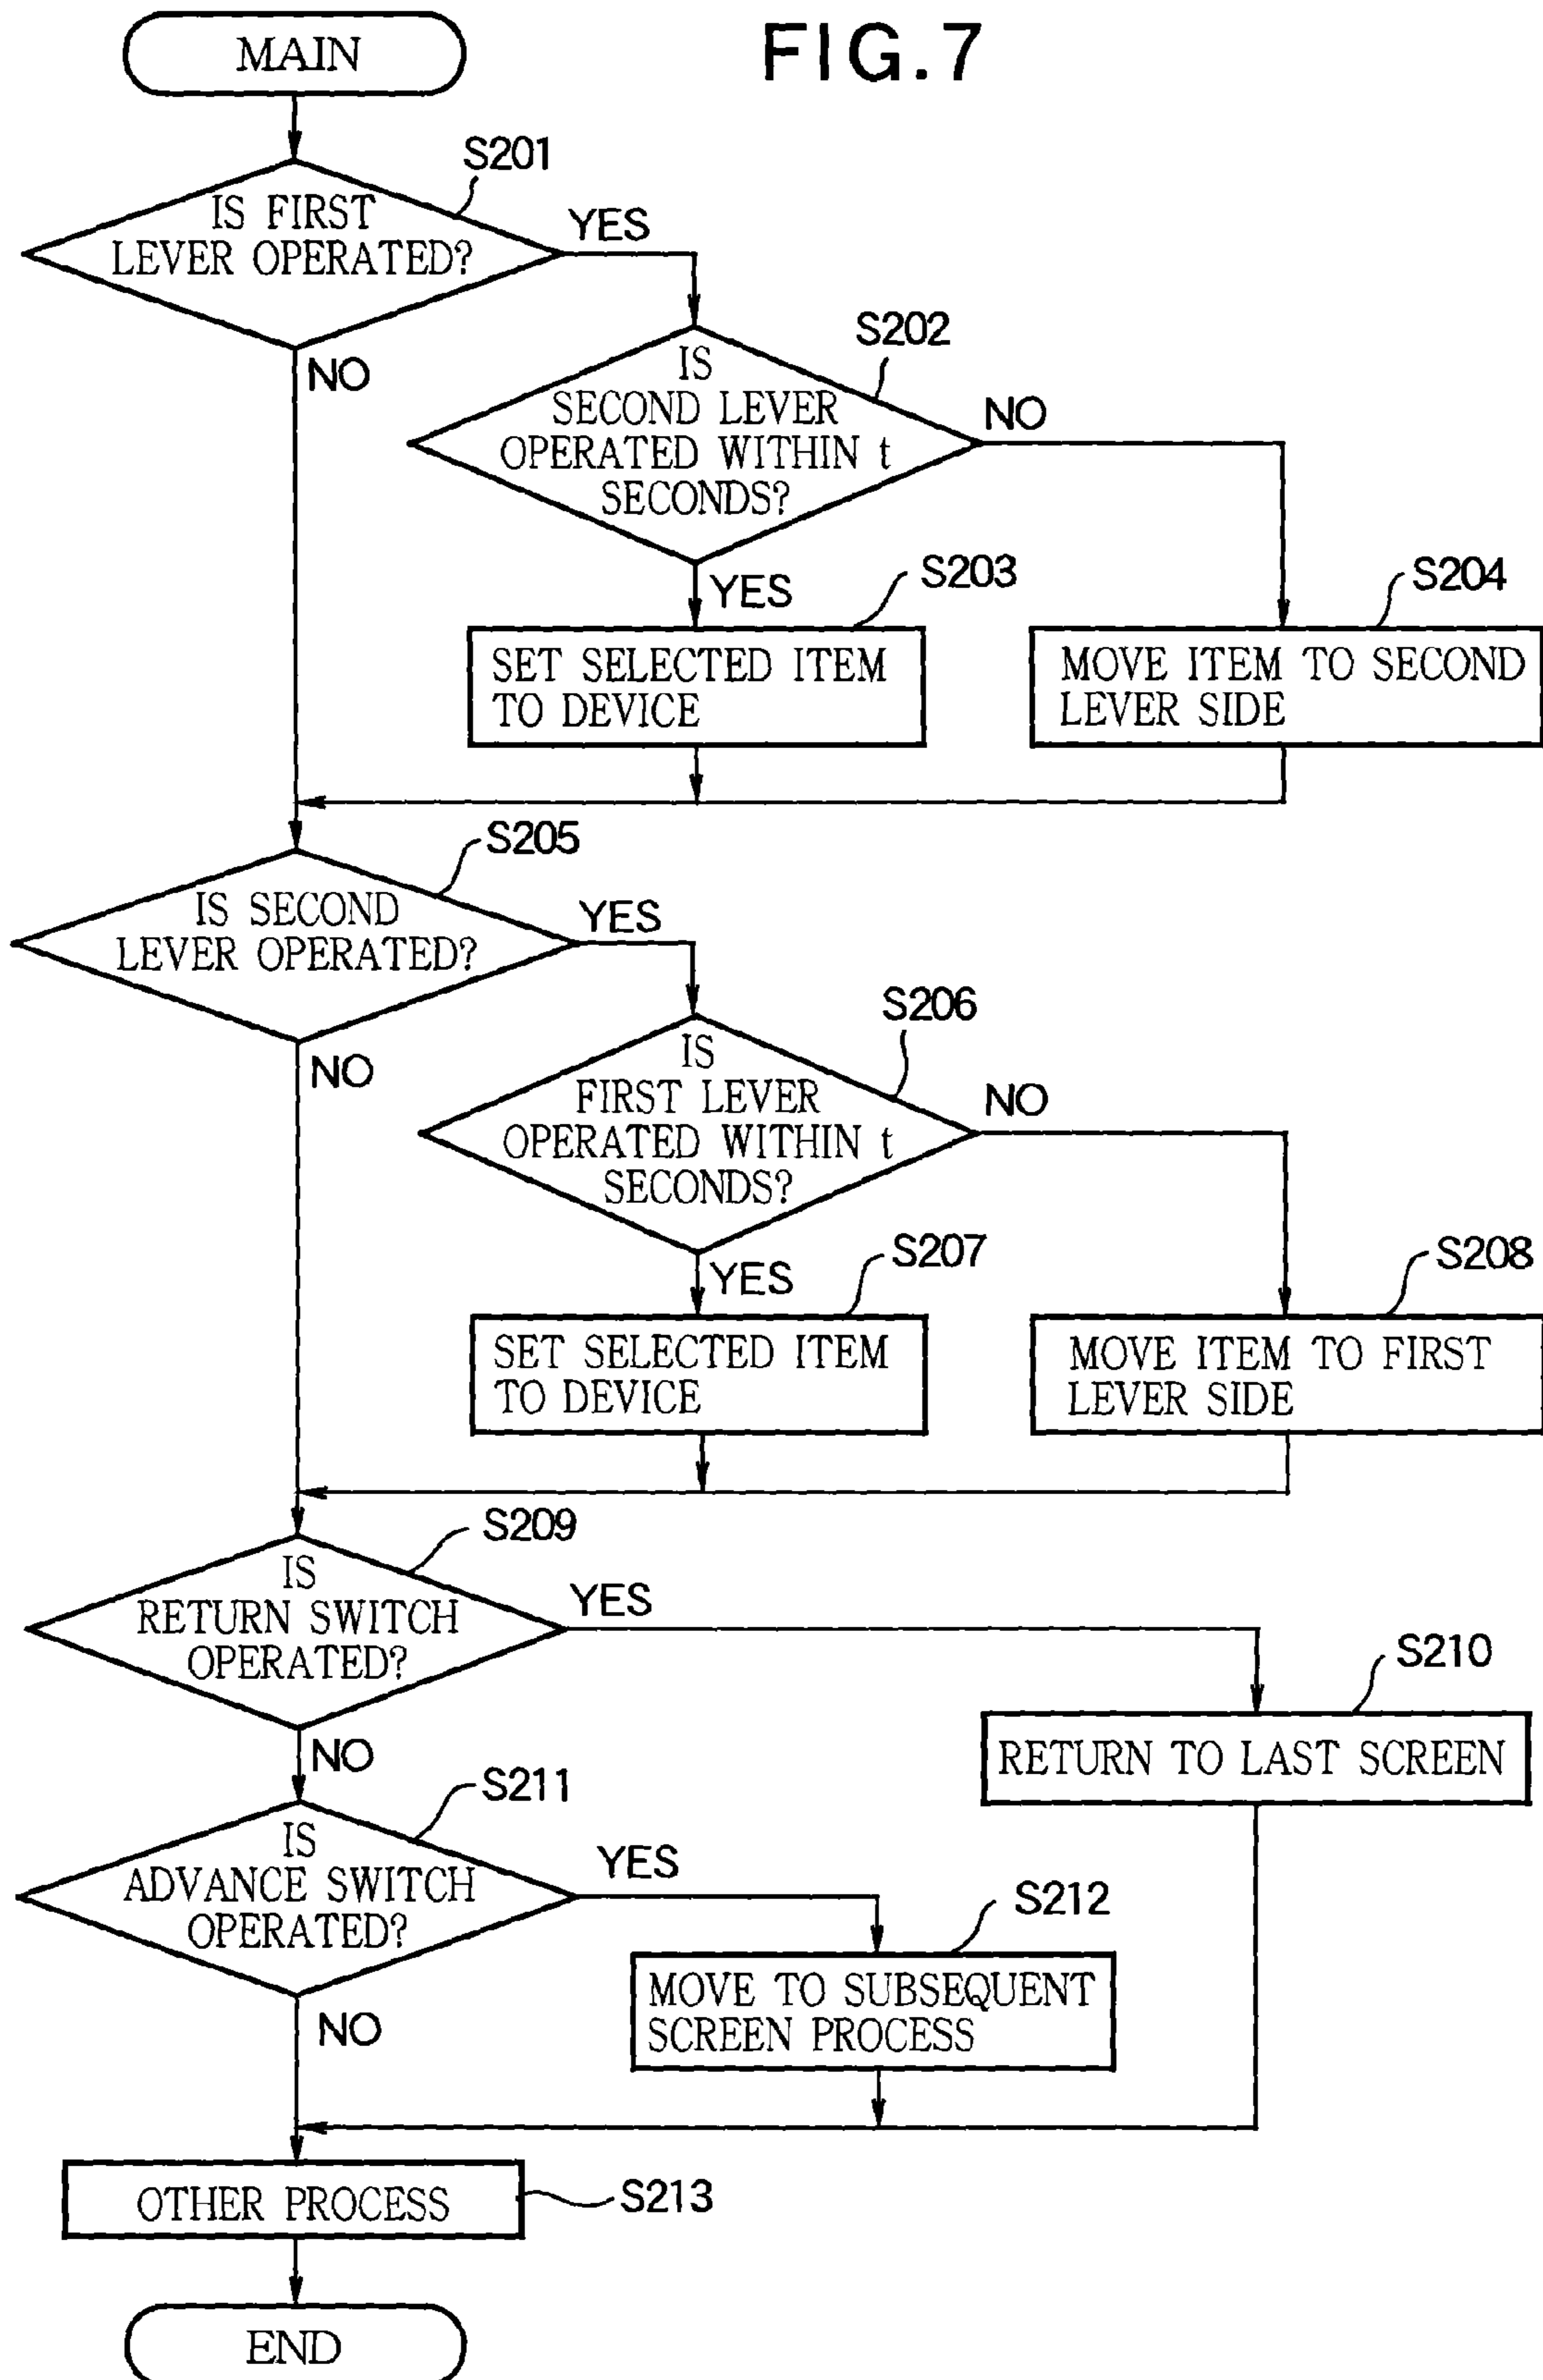 FIG.7
MAIN
S201
IS FIRST
LEVER OPERATED?
YES
NO
S202
IS
SECOND LEVER
OPERATED WITHIN t
SECONDS?
NO
YES
S203
SET SELECTED ITEM
TO DEVICE
S204
MOVE ITEM TO SECOND
LEVER SIDE
S205
IS SECOND
LEVER OPERATED?
YES
NO
S206
IS
FIRST LEVER
OPERATED WITHIN t
SECONDS?
NO
YES
S207
SET SELECTED ITEM
TO DEVICE
S208
MOVE ITEM TO FIRST
LEVER SIDE
S209
IS
RETURN SWITCH
OPERATED?
YES
NO
S210
RETURN TO LAST SCREEN
S211
IS
ADVANCE SWITCH
OPERATED?
YES
NO
S212
MOVE TO SUBSEQUENT
SCREEN PROCESS
OTHER PROCESS
S213
END